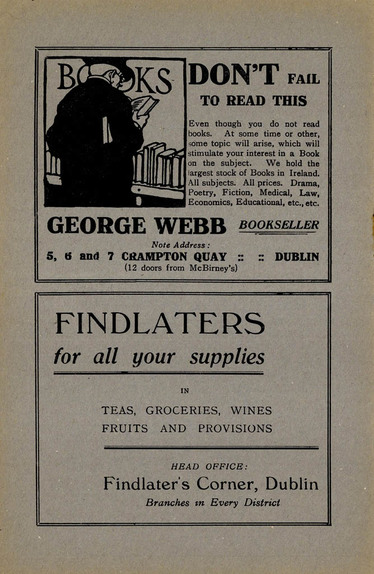 BOOKS
DON'T FAIL
TO READ THIS
Even though you do not read
books. At some time or other,
some topic will arise, which will
stimulate your interest in a Book
on the subject. We hold the
largest stock of Books in Ireland.
All subjects. All prices. Drama,
Poetry, Fiction, Medical, Law,
Economics, Educational, etc., etc.
GEORGE WEBB BOOKSELLER
Note Address:
5, 6 and 7 CRAMPTON QUAY :: :: DUBLIN
(12 doors from McBirney's)
FINDLATERS
for all your supplies
IN
TEAS, GROCERIES, WINES
FRUITS AND PROVISIONS
HEAD OFFICE:
Findlater's Corner, Dublin
Branches in Every District